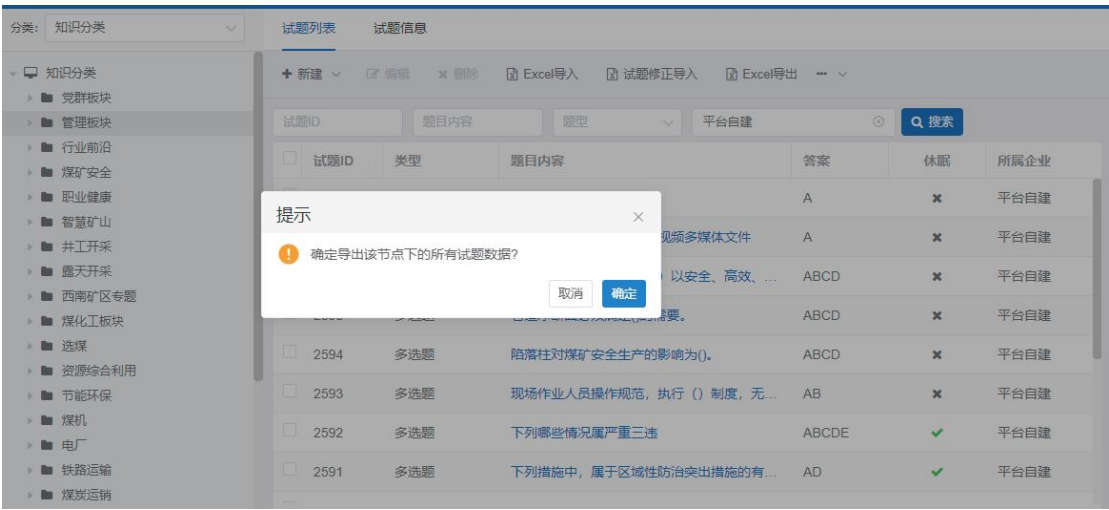 分类： 知识分类
试题列表 试题信息
知识分类
党群板块
管理板块
行业前沿
煤矿安全
职业健康
智慧矿山
井工开采
露天开采
西南矿区专题
煤化工板块
选煤
资源综合利用
节能环保
煤机
电厂
铁路运输
煤炭运销
新建 编辑 删除 Excel导入 试题修正导入 Excel导出
试题ID 题目内容 题型 平台自建 搜索
试题ID 类型 题目内容 答案 休眠 所属企业
A 平台自建
视频多媒体文件 A 平台自建
）以安全、高效、... ABCD 平台自建
需要。 ABCD 平台自建
2594 多选题 陷落柱对煤矿安全生产的影响为()。 ABCD 平台自建
2593 多选题 现场作业人员操作规范，执行（）制度，无... AB 平台自建
2592 多选题 下列哪些情况属严重三违 ABCDE 平台自建
2591 多选题 下列措施中，属于区域性防治突出措施的有... AD 平台自建
提示
确定导出该节点下的所有试题数据?
取消 确定